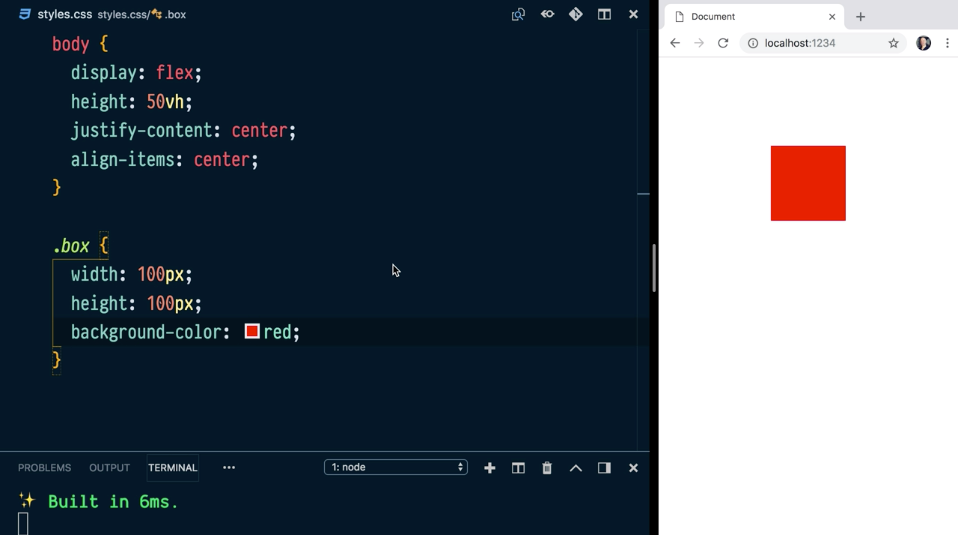 styles.css styles.css/ .box
body {
display: flex;
height: 50vh;
justify-content: center;
align-items: center;
}
.box {
width: 100px;
height: 100px;
background-color: red;
}
PROBLEMS OUTPUT TERMINAL ••• 1: node
✨ Built in 6ms.
Document
localhost:1234